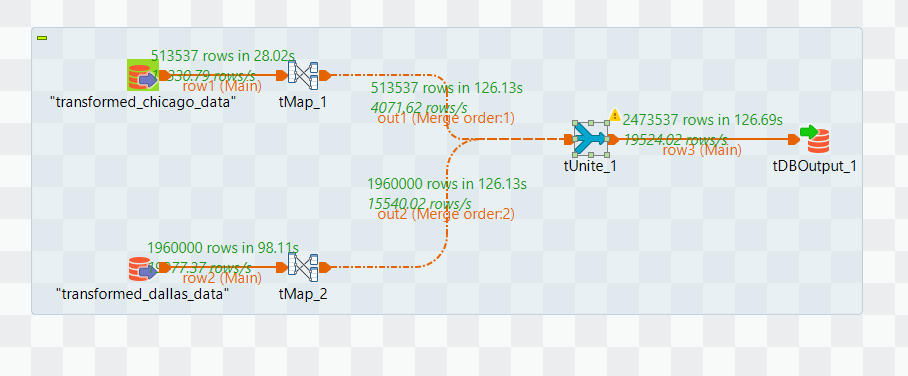 513537 rows in 28.02s
row1 (Main)
"transformed_chicago_data"
tMap_1
513537 rows in 126.13s
4071.62 rows/s
out1 (Merge order:1)
2473537 rows in 126.69s
19524.02 rows/s
row3 (Main)
tUnite_1
tDBOutput_1
1960000 rows in 126.13s
15540.02 rows/s
out2 (Merge order:2)
1960000 rows in 98.11s
rows/s
row2 (Main)
"transformed_dallas_data"
tMap_2